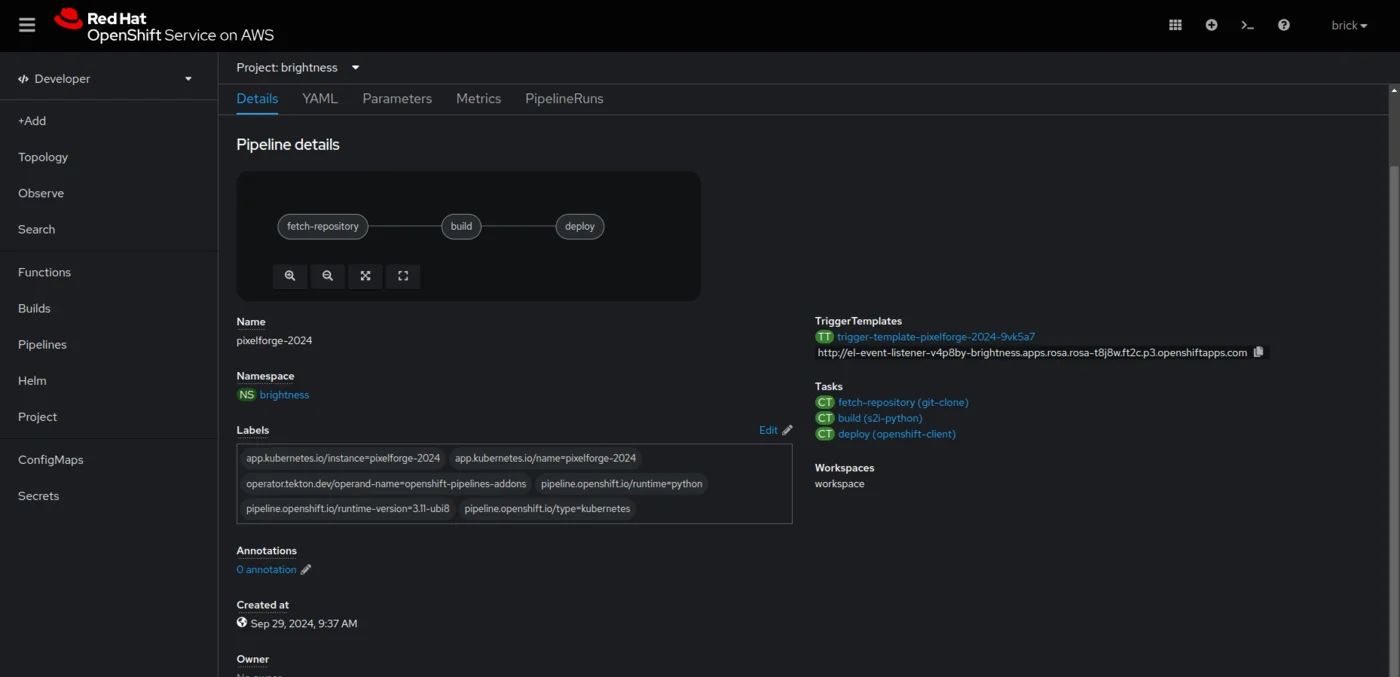 Red Hat
OpenShift Service on AWS
brick
Developer
Project: brightness
Details YAML Parameters Metrics PipelineRuns
+Add
Topology
Observe
Search
Functions
Builds
Pipelines
Helm
Project
ConfigMaps
Secrets
Pipeline details
fetch-repository build deploy
Name
pixelforge-2024
Namespace
NS brightness
Labels Edit
app.kubernetes.io/instance=pixelforge-2024 app.kubernetes.io/name=pixelforge-2024
operator.tekton.dev/operand-name=openshift-pipelines-addons pipeline.openshift.io/runtime=python
pipeline.openshift.io/runtime-version=3.11-ubi8 pipeline.openshift.io/type=kubernetes
Annotations
0 annotation
Created at
Sep 29, 2024, 9:37 AM
Owner
No owner
TriggerTemplates
TT trigger-template-pixelforge-2024-9vk5a7
http://el-event-listener-v4p8by-brightness.apps.rosa.rosa-t8j8w.ft2c.p3.openshiftapps.com
Tasks
CT fetch-repository (git-clone)
CT build (s2i-python)
CT deploy (openshift-client)
Workspaces
workspace